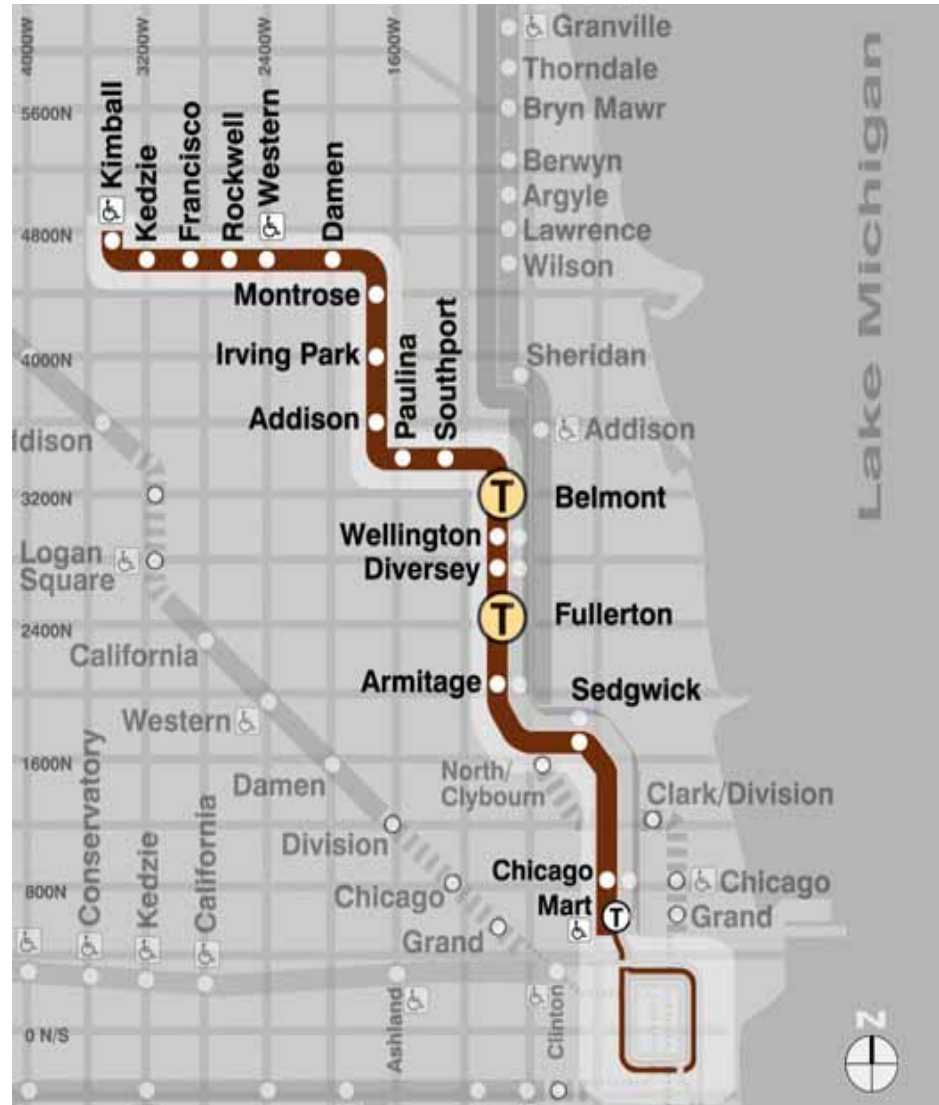 4000W
3200W
2400W
1600W
Granville
Thorndale
Bryn Mawr
Berwyn
Argyle
Lawrence
Wilson
Sheridan
Addison
Lake Michigan
5600N
4800N
4000N
3200N
2400N
1600N
800N
0 N/S
Kimball
Kedzie
Francisco
Rockwell
Western
Damen
Montrose
Irving Park
Addison
Paulina
Southport
T
Belmont
Wellington
Diversey
T
Fullerton
Armitage
Sedgwick
Chicago
Mart
T
ddison
Logan
Square
California
Western
Damen
Division
Chicago
Grand
North/
Clybourn
Clark/Division
Chicago
Grand
Conservatory
Kedzie
California
Ashland
Clinton
N